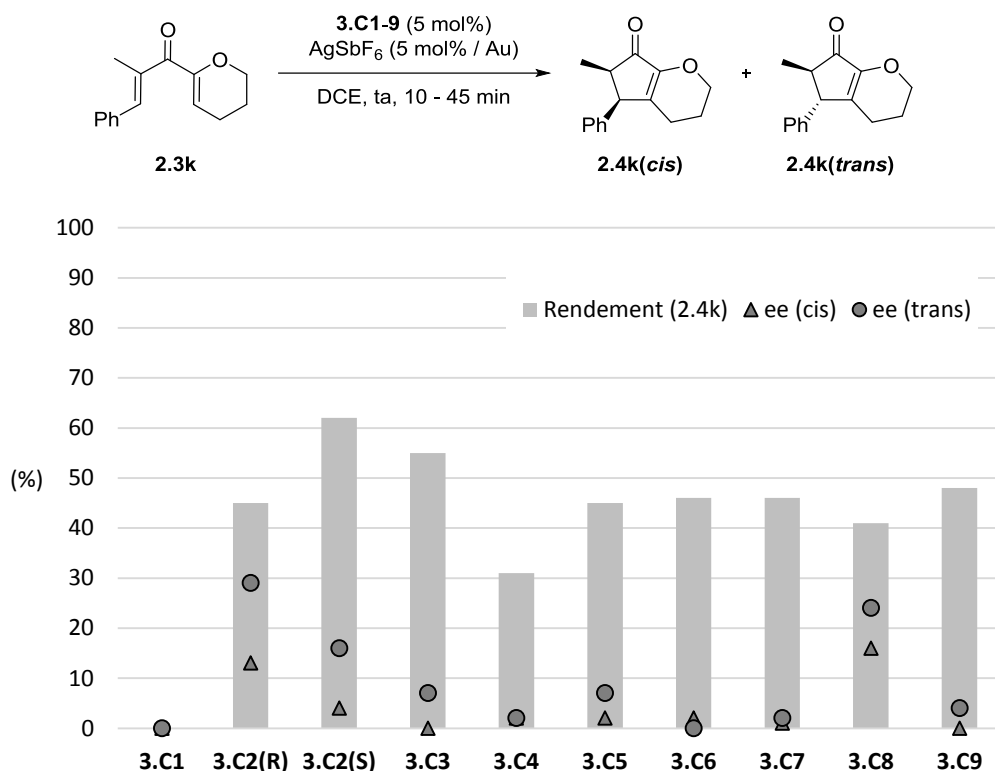 3.C1-9 (5 mol%)
AgSbF6 (5 mol% / Au)
DCE, ta, 10 - 45 min
O
O
Ph
2.3k
O
O
Ph
2.4k(cis)
+
O
O
Ph
2.4k(trans)
Rendement (2.4k) ee (cis) ee (trans)
(%)
100
90
80
70
60
50
40
30
20
10
0
3.C1 3.C2(R) 3.C2(S) 3.C3 3.C4 3.C5 3.C6 3.C7 3.C8 3.C9